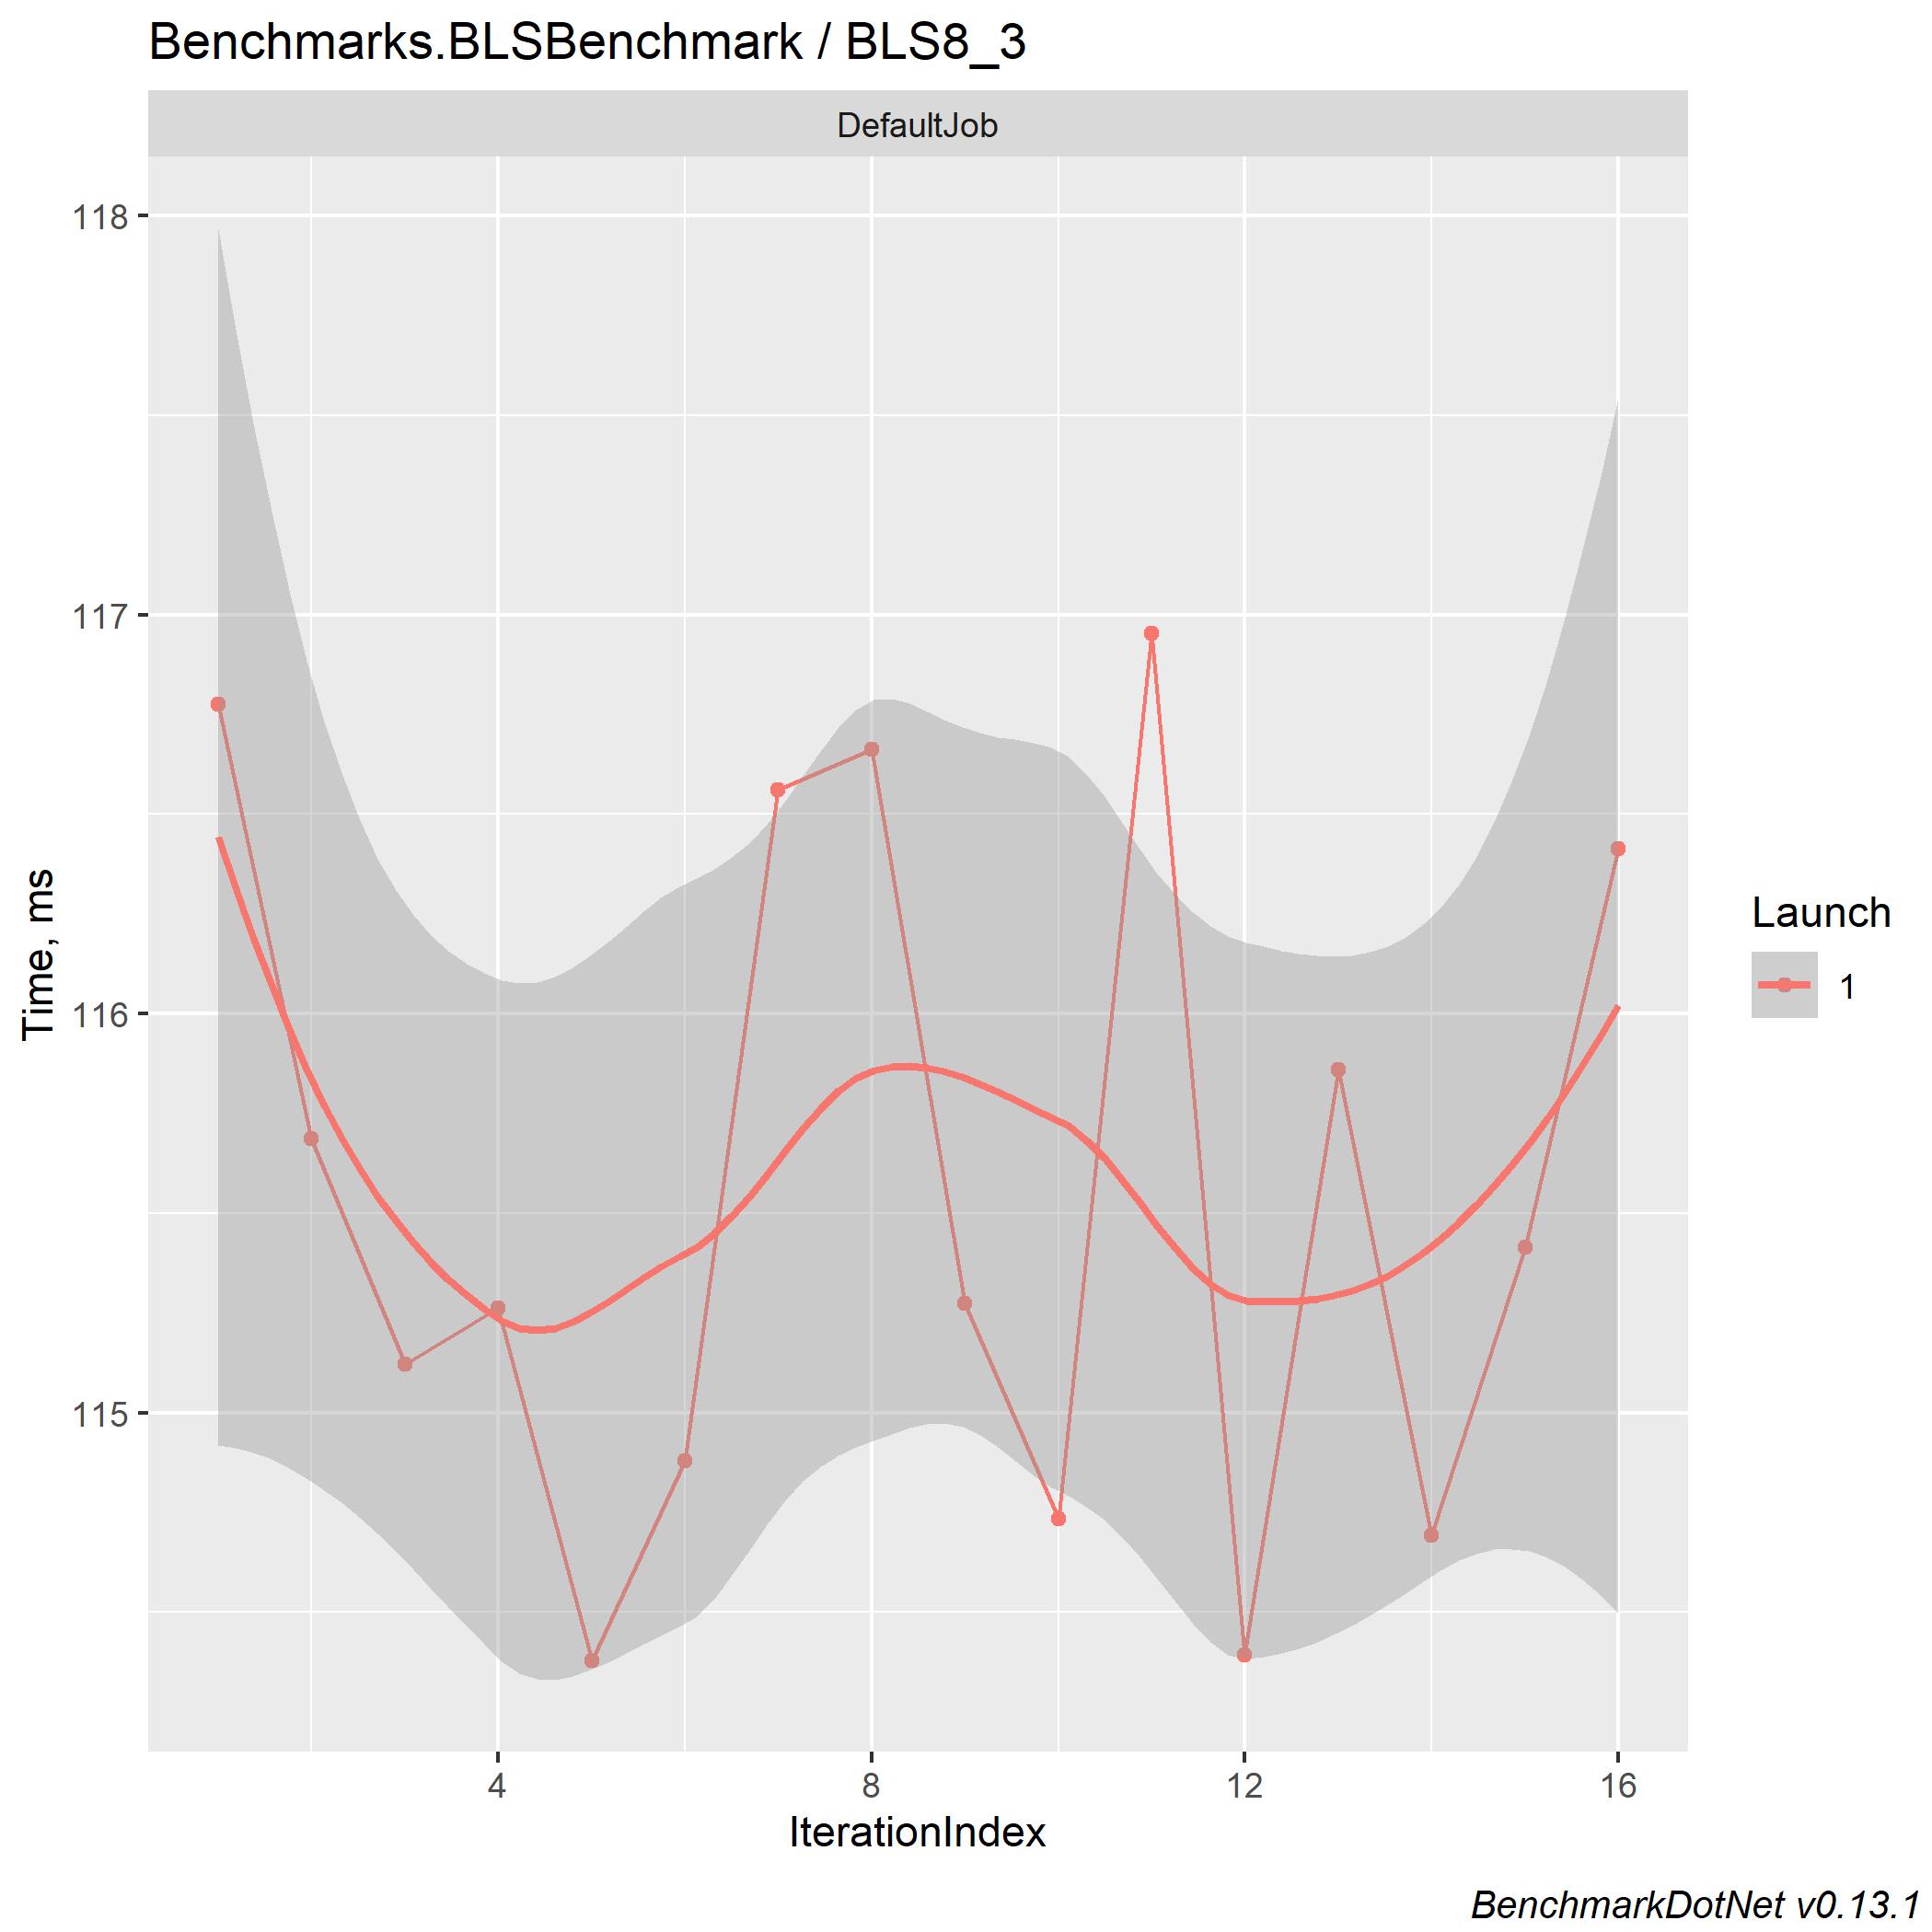 Benchmarks.BLSBenchmark / BLS8_3
DefaultJob
118
117
116
115
Time, ms
4 8 12 16
IterationIndex
Launch
1
BenchmarkDotNet v0.13.1